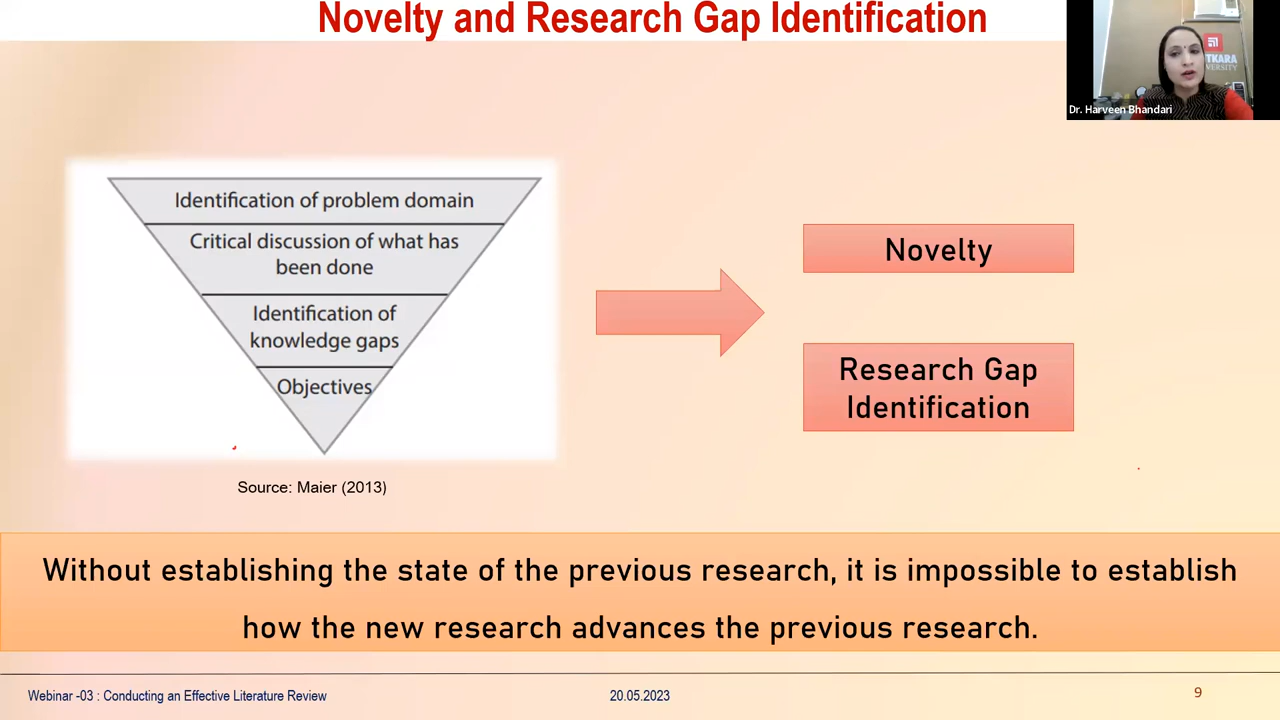 Novelty and Research Gap Identification
TKARA
VERSITY
Dr. Harveen Bhandari
Identification of problem domain
Critical discussion of what has
been done
Identification of
knowledge gaps
Objectives
Source: Maier (2013)
Novelty
Research Gap
Identification
Without establishing the state of the previous research, it is impossible to establish
how the new research advances the previous research.
Webinar -03 : Conducting an Effective Literature Review
20.05.2023
9